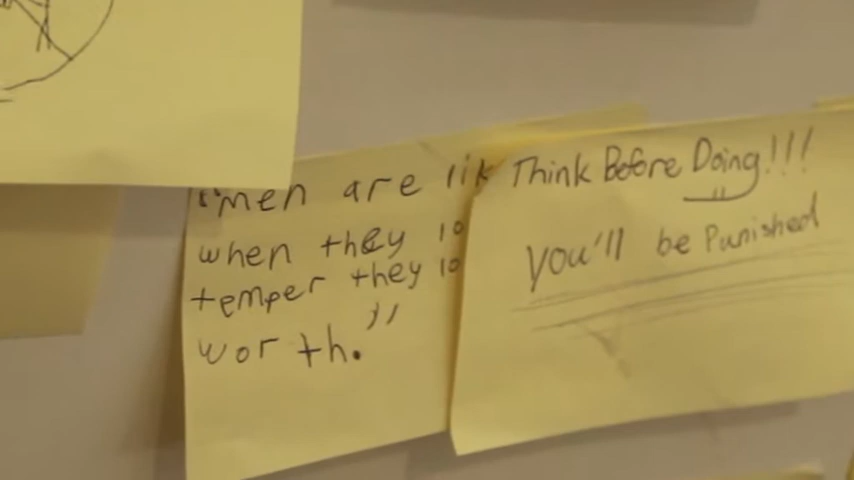 "men are lik
when they lo
temper they lo
worth."
Think Before Doing!!!
you'll be Punished